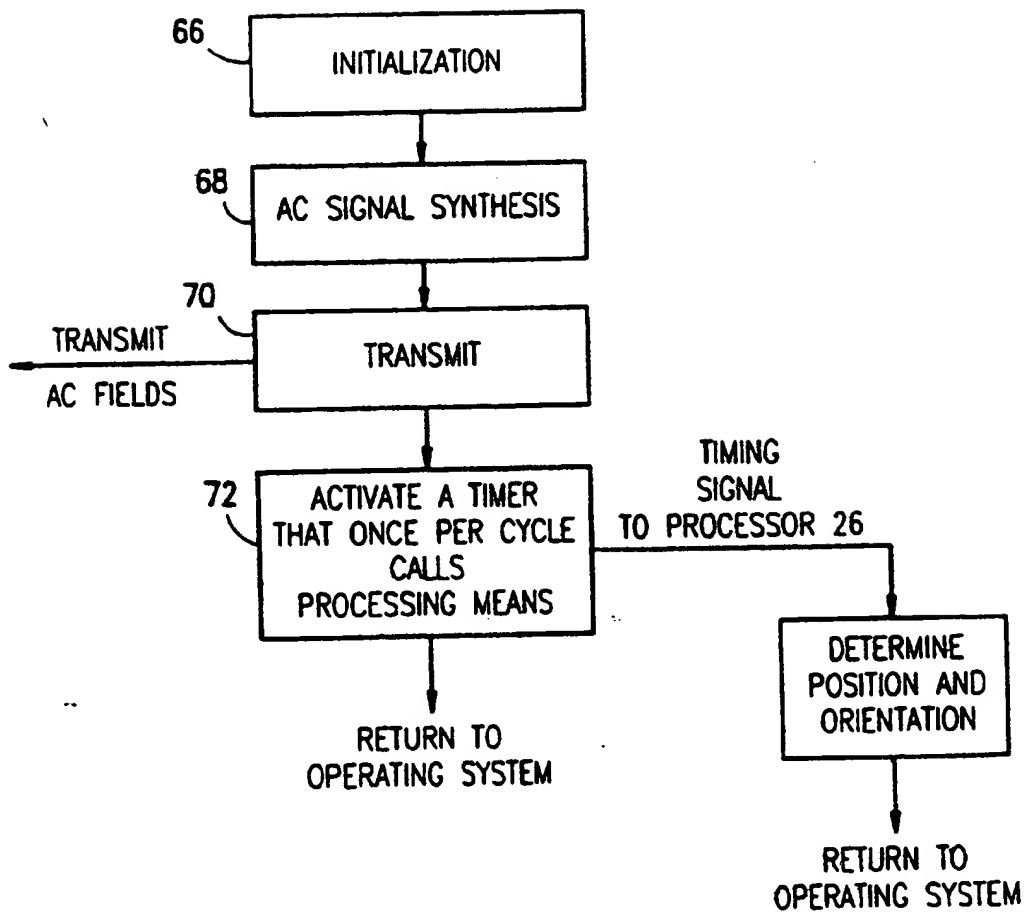 66
INITIALIZATION
68
AC SIGNAL SYNTHESIS
70
TRANSMIT
TRANSMIT
AC FIELDS
72
ACTIVATE A TIMER
THAT ONCE PER CYCLE
CALLS
PROCESSING MEANS
TIMING
SIGNAL
TO PROCESSOR 26
RETURN TO
OPERATING SYSTEM
DETERMINE
POSITION AND
ORIENTATION
RETURN TO
OPERATING SYSTEM